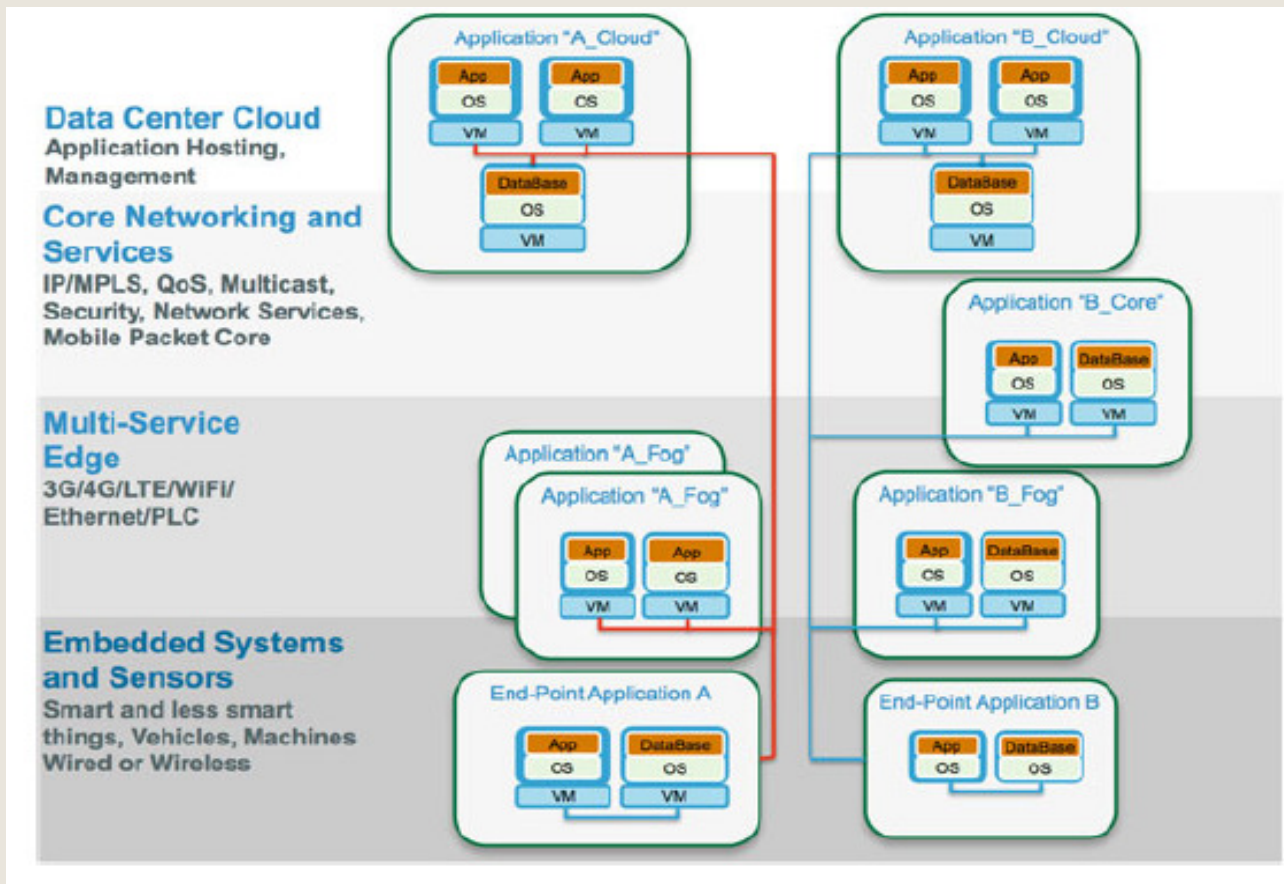 Data Center Cloud
Application Hosting,
Management
Core Networking and
Services
IP/MPLS, QoS, Multicast,
Security, Network Services,
Mobile Packet Core
Multi-Service
Edge
3G/4G/LTE/WiFi/
Ethernet/PLC
Embedded Systems
and Sensors
Smart and less smart
things, Vehicles, Machines
Wired or Wireless
Application "A_Cloud"
App App
OS OS
VM VM
DataBase
OS
VM
Application "B_Cloud"
App App
OS OS
VM VM
DataBase
OS
VM
Application "B_Core"
App DataBase
OS OS
VM VM
Application "A_Fog"
Application "A_Fog"
App App
OS OS
VM VM
Application "B_Fog"
App DataBase
OS OS
VM VM
End-Point Application A
App DataBase
OS OS
VM VM
End-Point Application B
App DataBase
OS OS